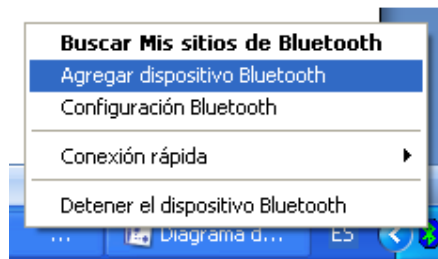 Buscar Mis sitios de Bluetooth
Agregar dispositivo Bluetooth
Configuración Bluetooth
Conexión rápida
Detener el dispositivo Bluetooth
... Diagrama d... ES